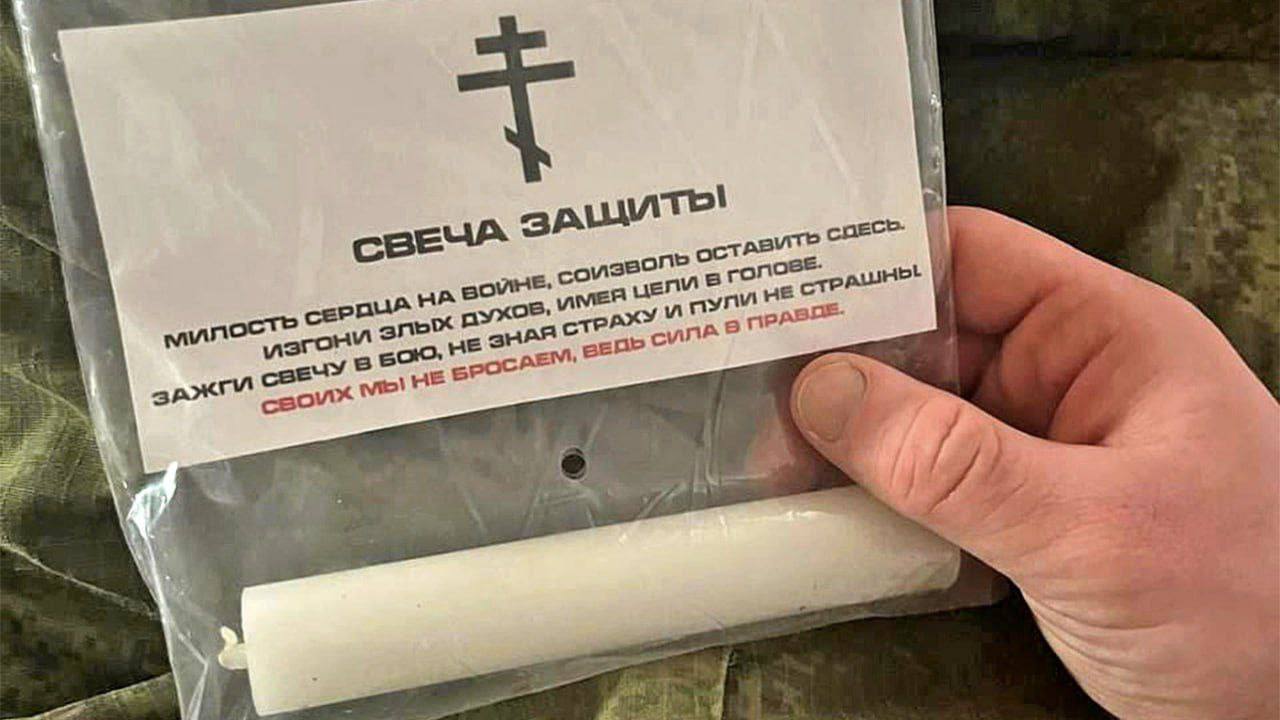 СВЕЧА ЗАЩИТЫ
МИЛОСТЬ СЕРДЦА НА ВОЙНЕ, СОИЗВОЛЬ ОСТАВИТЬ СДЕСЬ.
ИЗГОНИ ЗЛЫХ ДУХОВ, ИМЕЯ ЦЕЛИ В ГОЛОВЕ.
ЗАЖГИ СВЕЧУ В БОЮ, НЕ ЗНАЯ СТРАХУ И ПУЛИ НЕ СТРАШНЫ.
СВОИХ МЫ НЕ БРОСАЕМ, ВЕДЬ СИЛА В ПРАВДЕ.